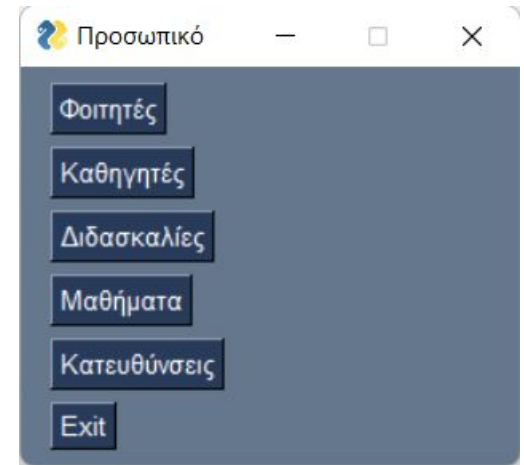 Προσωπικό
Φοιτητές
Καθηγητές
Διδασκαλίες
Μαθήματα
Κατευθύνσεις
Exit